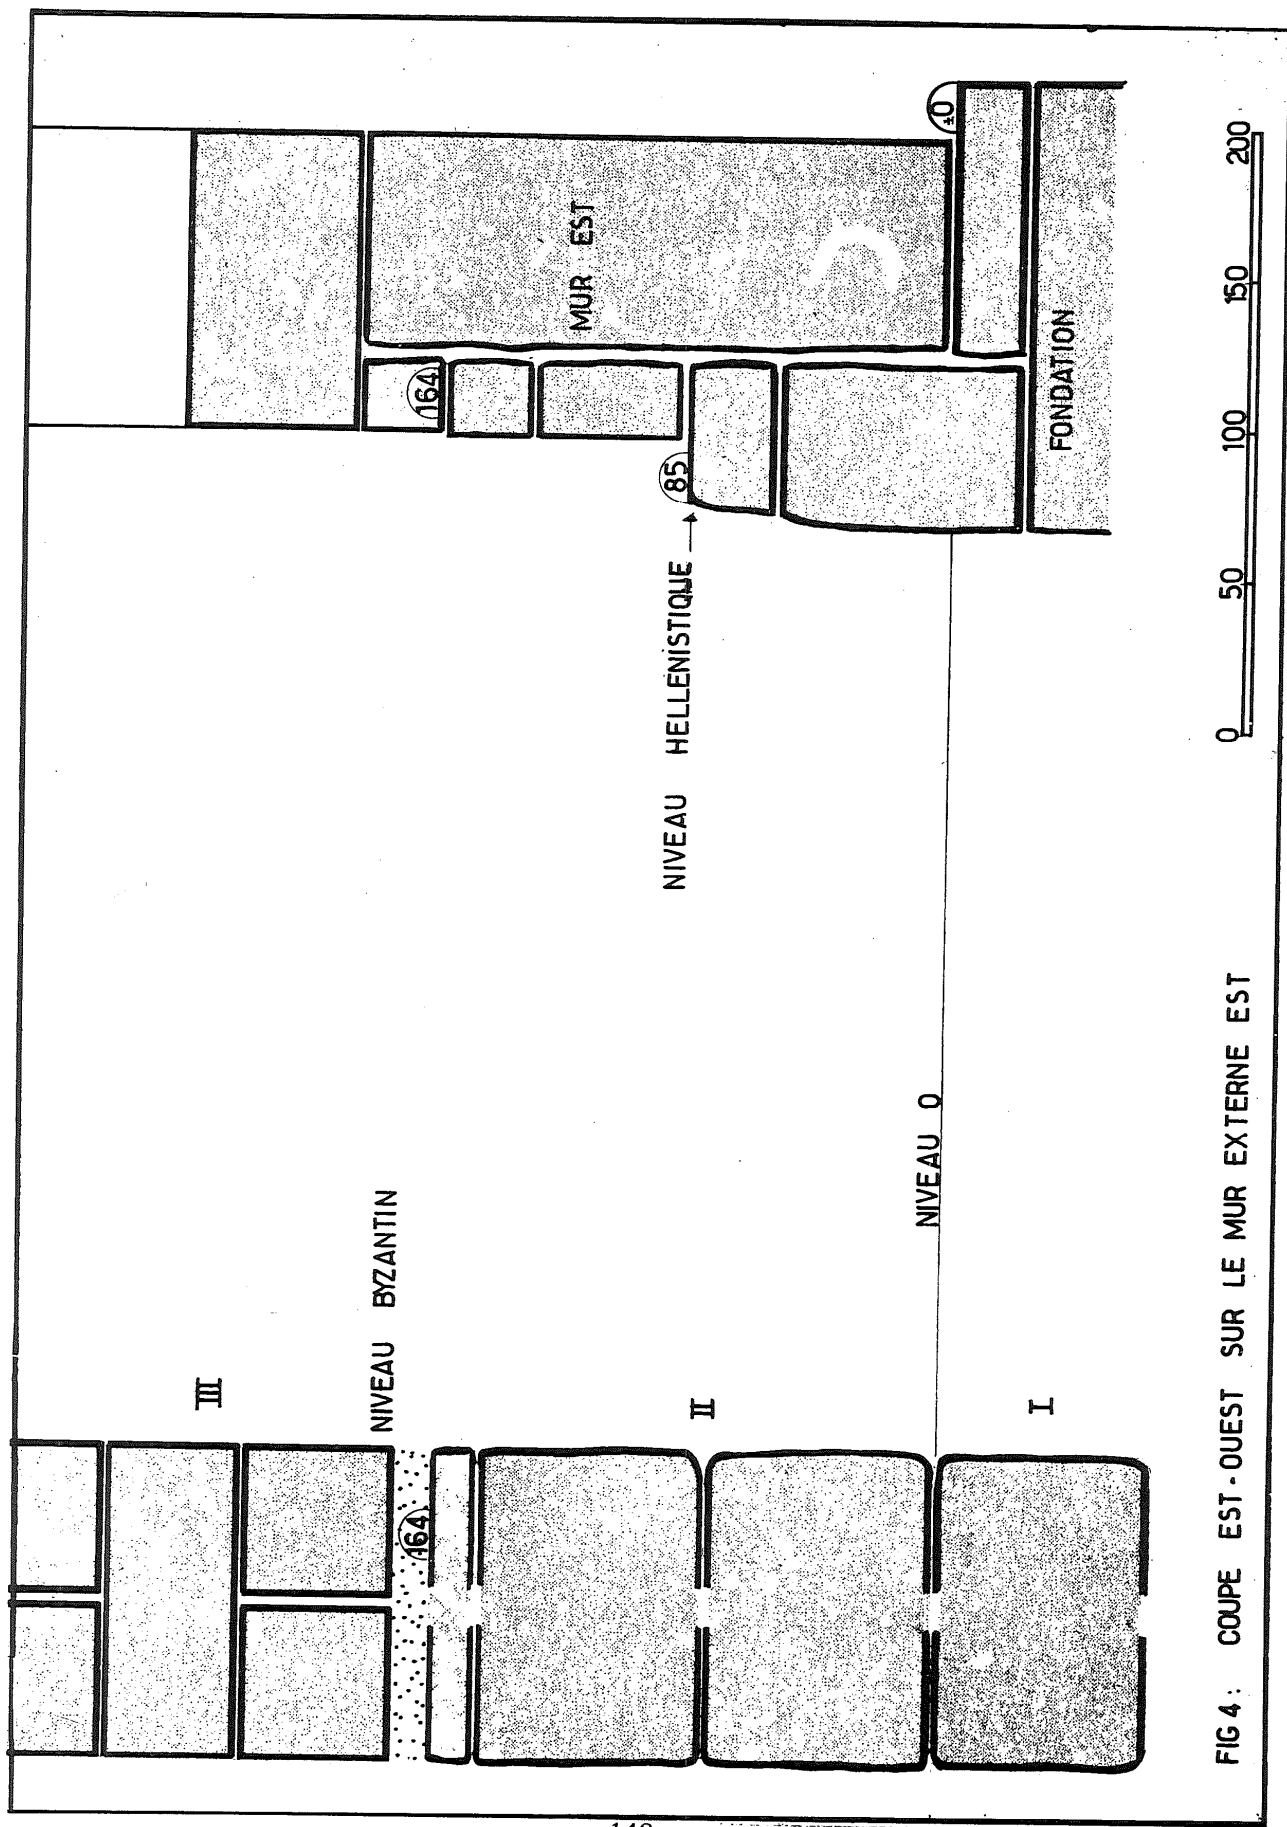 III
NIVEAU BYZANTIN
164
II
I
NIVEAU 0
NIVEAU HELLENISTIQUE
85
164
MUR EST
±0
FONDATION
0 50 100 150 200
FIG 4 : COUPE EST-OUEST SUR LE MUR EXTERNE EST